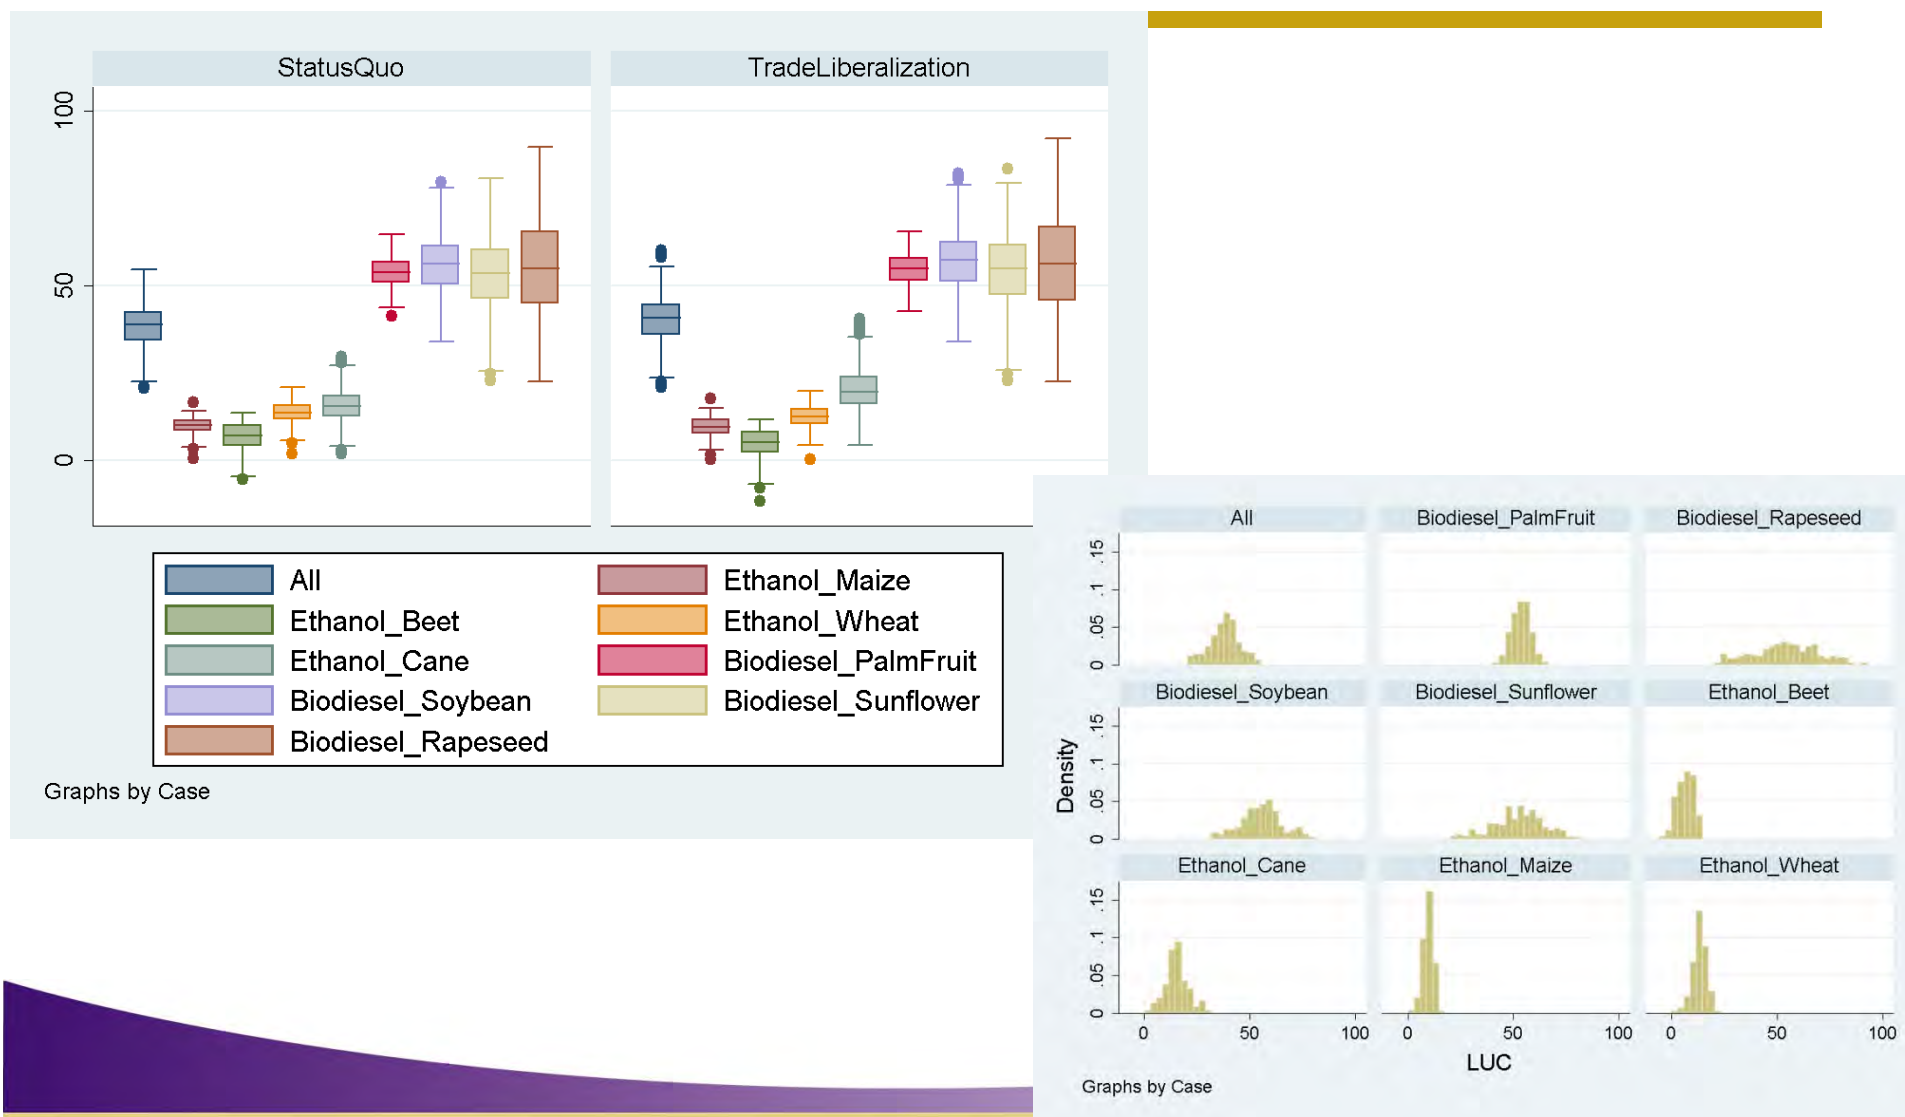 StatusQuo
TradeLiberalization
100
50
0
All
Ethanol_Maize
Ethanol_Beet
Ethanol_Wheat
Ethanol_Cane
Biodiesel_PalmFruit
Biodiesel_Soybean
Biodiesel_Sunflower
Biodiesel_Rapeseed
Graphs by Case
All
Biodiesel_PalmFruit
Biodiesel_Rapeseed
.15
.1
.05
0
Biodiesel_Soybean
Biodiesel_Sunflower
Ethanol_Beet
Density
.15
.1
.05
0
Ethanol_Cane
Ethanol_Maize
Ethanol_Wheat
.15
.1
.05
0
0 50 100
0 50 100
0 50 100
LUC
Graphs by Case